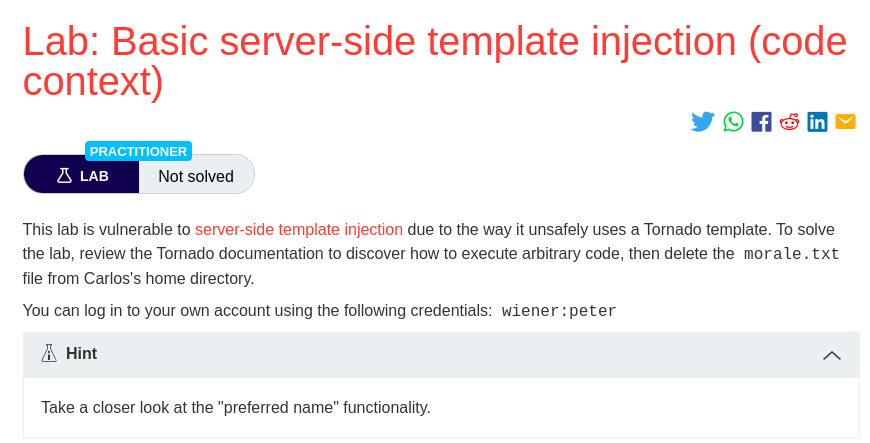 Lab: Basic server-side template injection (code
context)
PRACTITIONER
LAB
Not solved
This lab is vulnerable to server-side template injection due to the way it unsafely uses a Tornado template. To solve
the lab, review the Tornado documentation to discover how to execute arbitrary code, then delete the morale.txt
file from Carlos's home directory.
You can log in to your own account using the following credentials: wiener:peter
Hint
Take a closer look at the "preferred name" functionality.